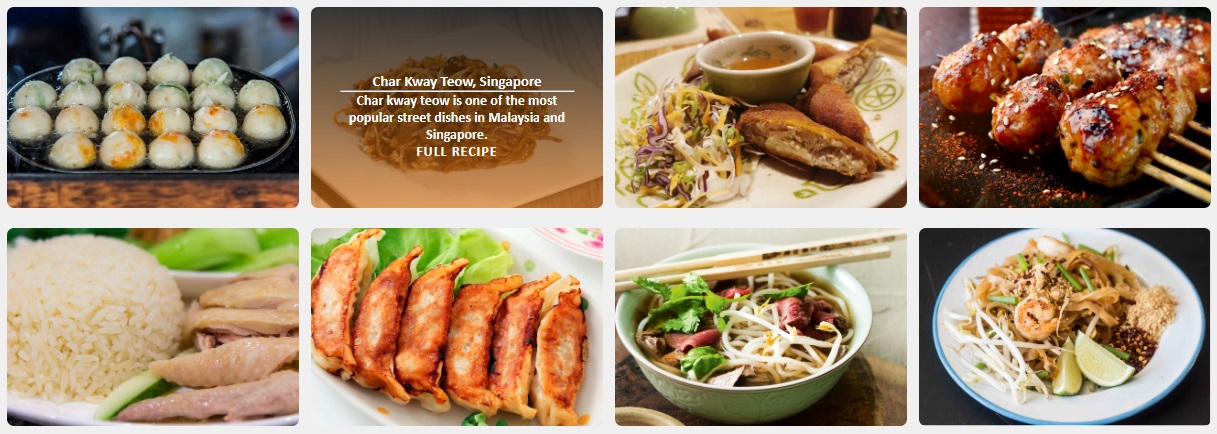 Char Kway Teow, Singapore
Char kway teow is one of the most
popular street dishes in Malaysia and
Singapore.
FULL RECIPE